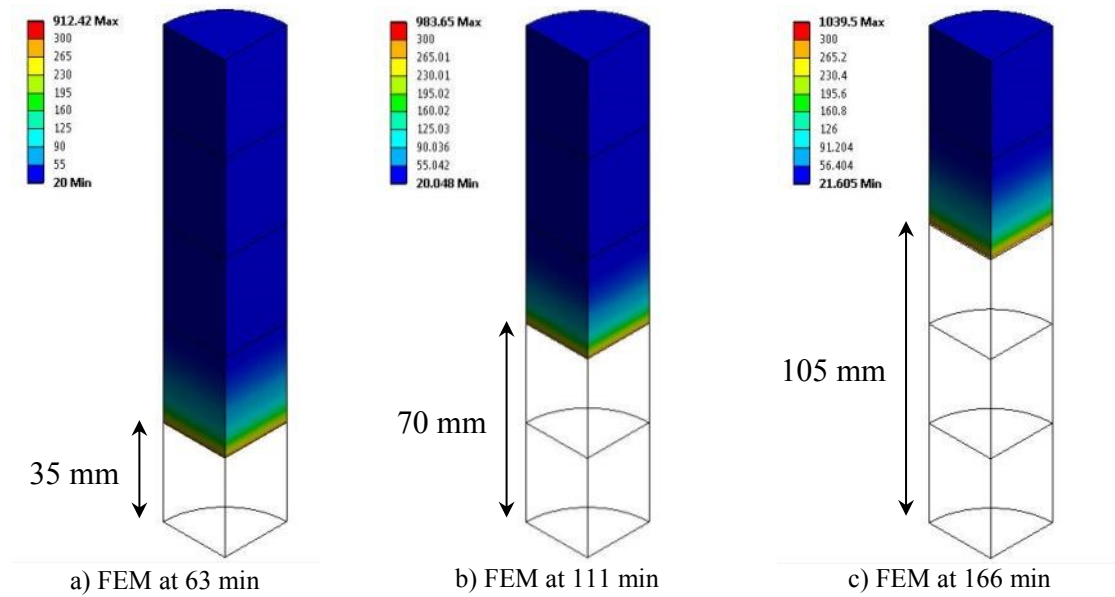 912.42 Max
300
265
230
195
160
125
90
55
20 Min
35 mm
a) FEM at 63 min
983.65 Max
300
265.01
230.01
195.02
160.02
125.03
90.036
55.042
20.048 Min
70 mm
b) FEM at 111 min
1039.5 Max
300
265.2
230.4
195.6
160.8
126
91.204
56.404
21.605 Min
105 mm
c) FEM at 166 min